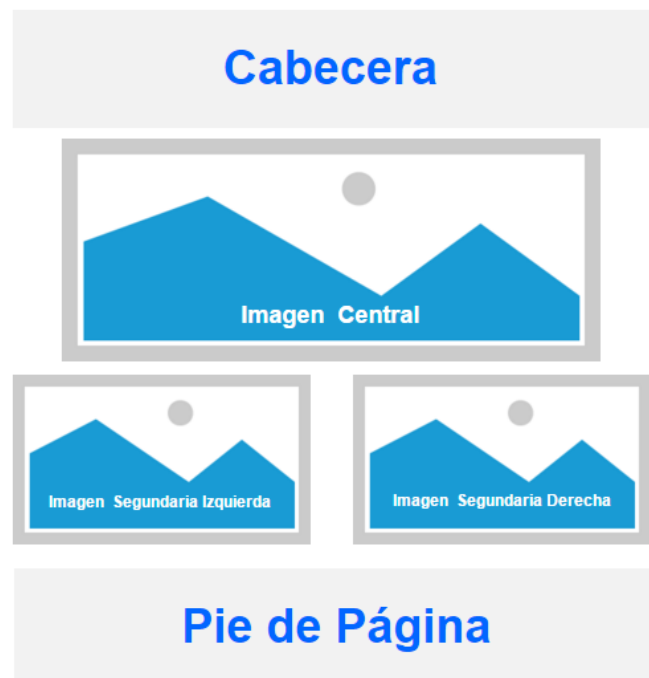 Cabecera
Imagen Central
Imagen Segundaria Izquierda
Imagen Segundaria Derecha
Pie de Página